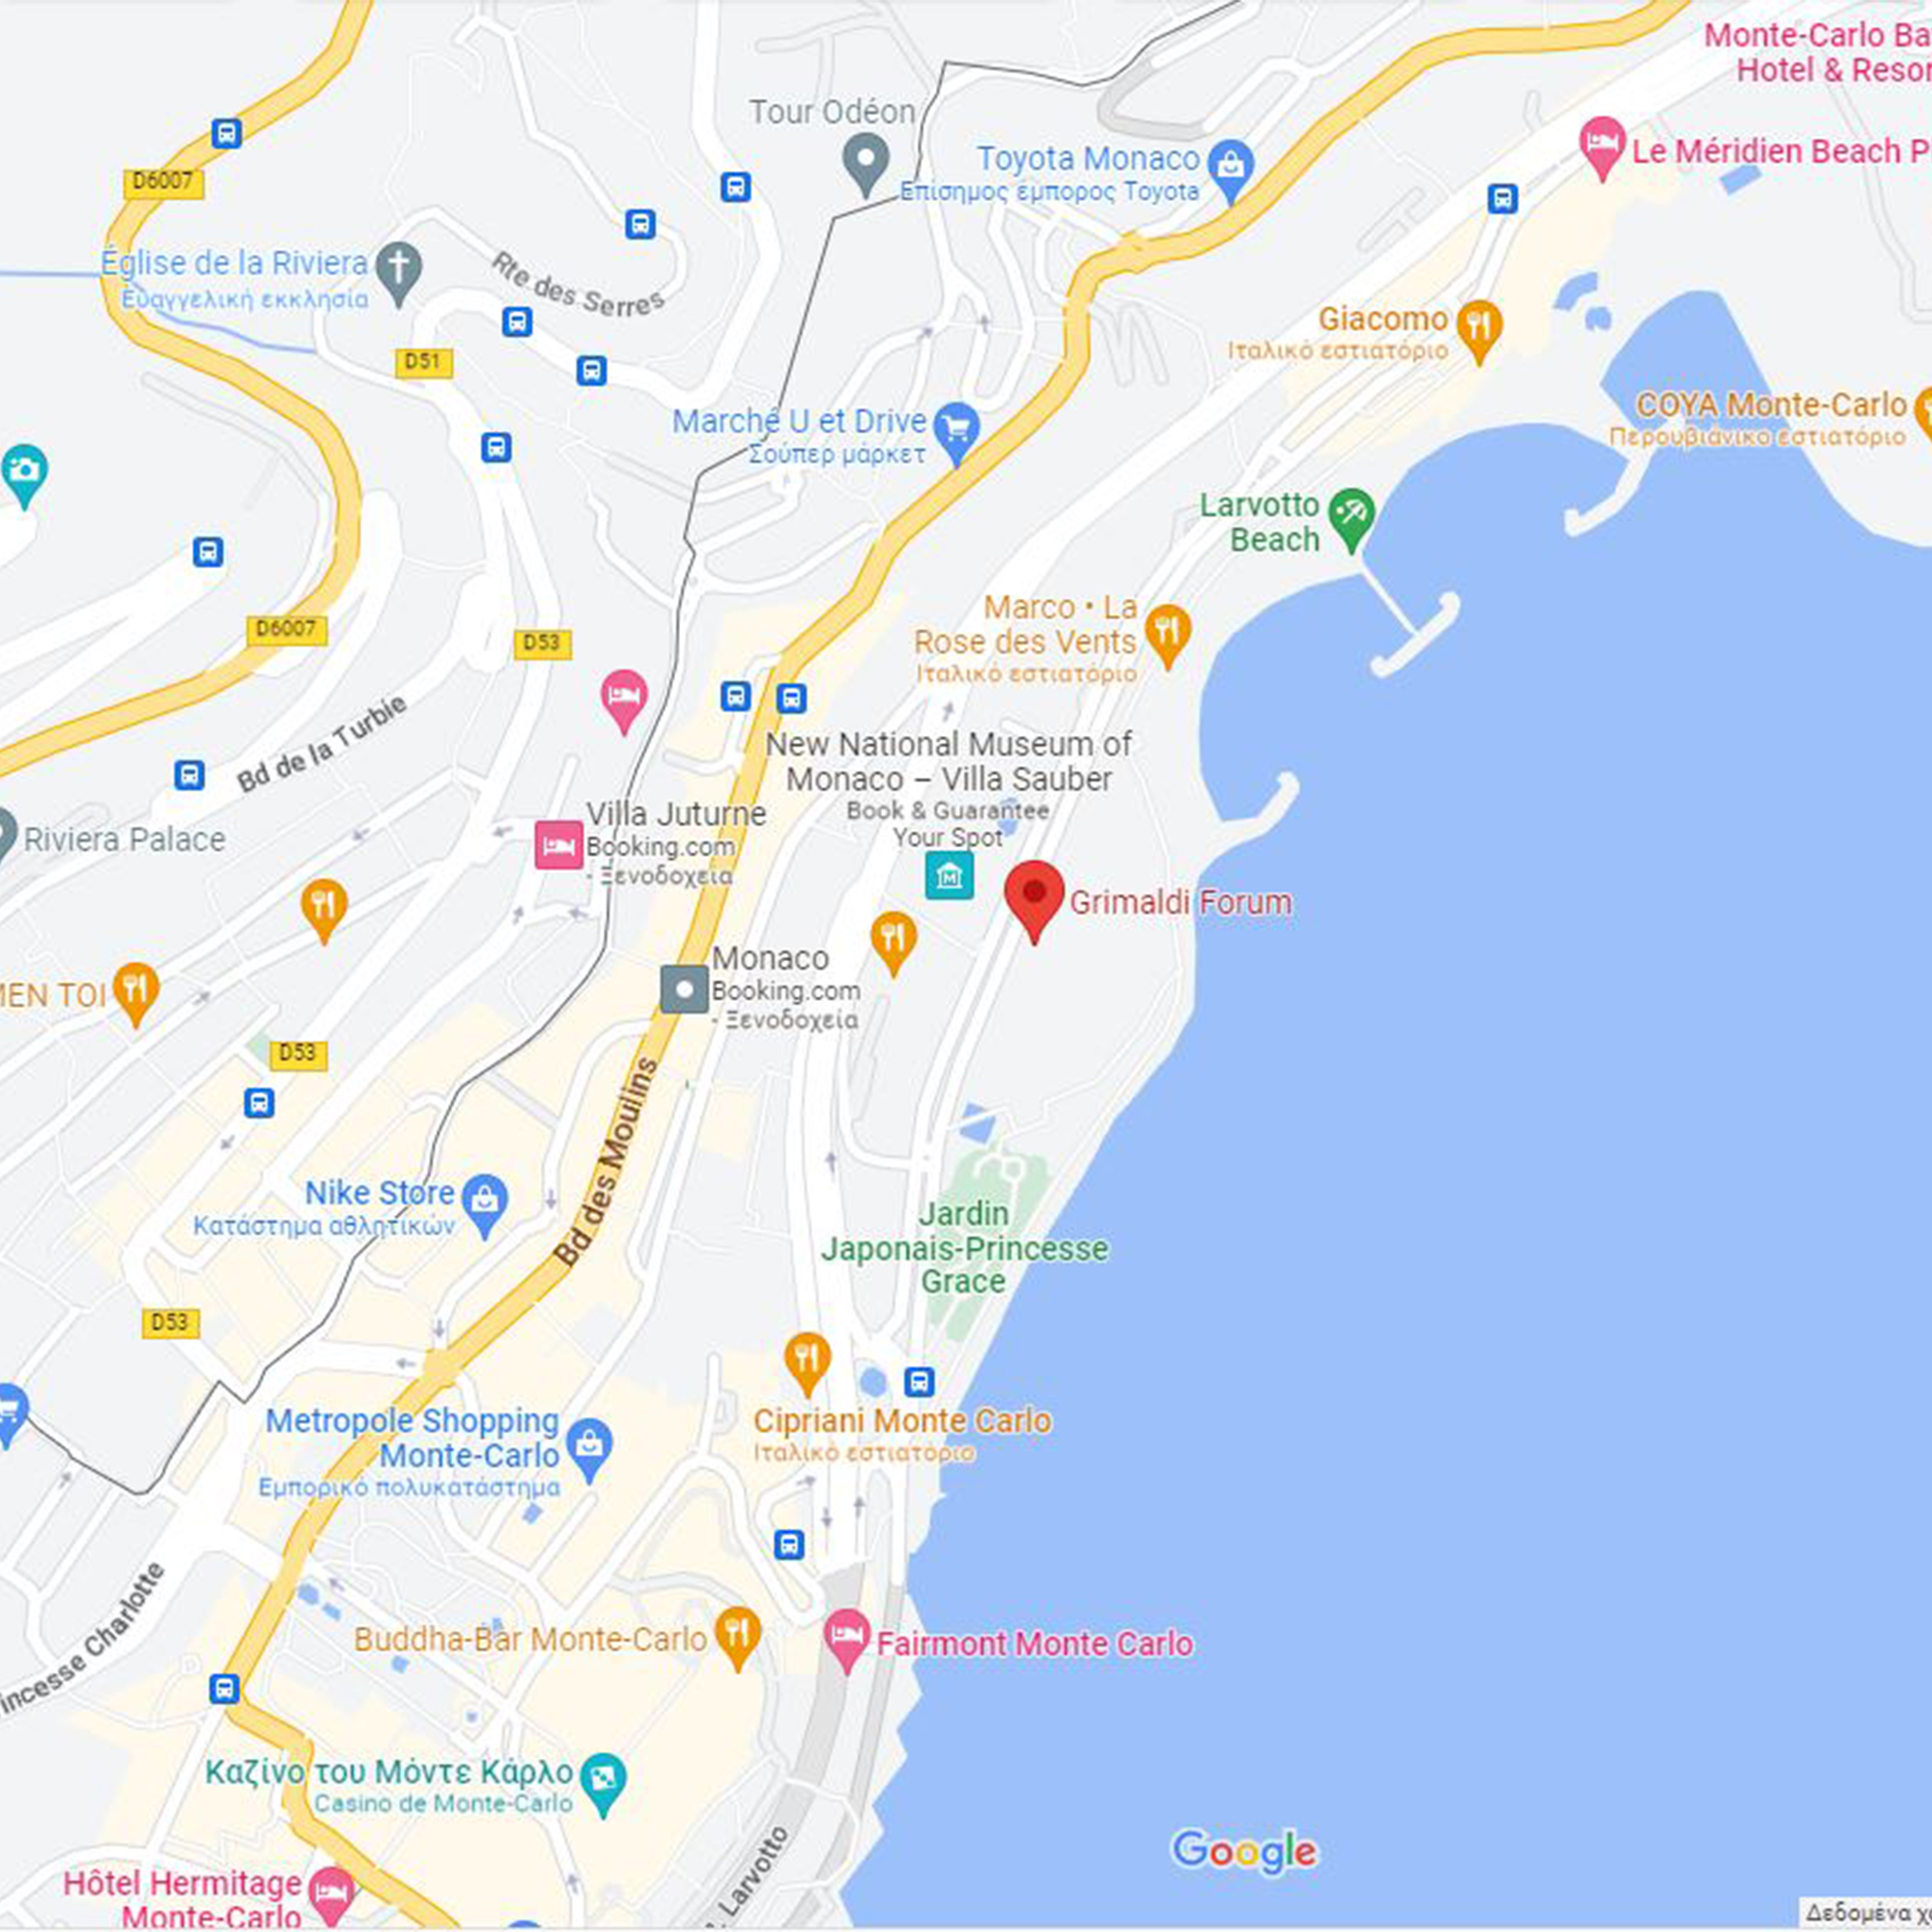 Monte-Carlo Ba
Hotel & Resor
Tour Odéon
Toyota Monaco
Επίσημος έμπορος Toyota
Le Méridien Beach P
D6007
Église de la Riviera
Ευαγγελική εκκλησία
Rte des Serres
Giacomo
Ιταλικό εστιατόριο
D51
Marché U et Drive
Σούπερ μάρκετ
COYA Monte-Carlo
Περουβιάνικο εστιατόριο
Larvotto
Beach
D6007
D53
Marco • La
Rose des Vents
Ιταλικό εστιατόριο
Bd de la Turbie
New National Museum of
Monaco – Villa Sauber
Book & Guarantee
Your Spot
Riviera Palace
Villa Juturne
Booking.com
- Ξενοδοχεία
Grimaldi Forum
Monaco
Booking.com
- Ξενοδοχεία
MEN TOI
D53
Bd des Moulins
Nike Store
Κατάστημα αθλητικών
Jardin
Japonais-Princesse
Grace
D53
Metropole Shopping
Monte-Carlo
Εμπορικό πολυκατάστημα
Cipriani Monte Carlo
Ιταλικό εστιατόριο
incesse Charlotte
Buddha-Bar Monte-Carlo
Fairmont Monte Carlo
Καζίνο του Μόντε Κάρλο
Casino de Monte-Carlo
Larvotto
Google
Hôtel Hermitage
Monte-Carlo
Δεδομένα χ